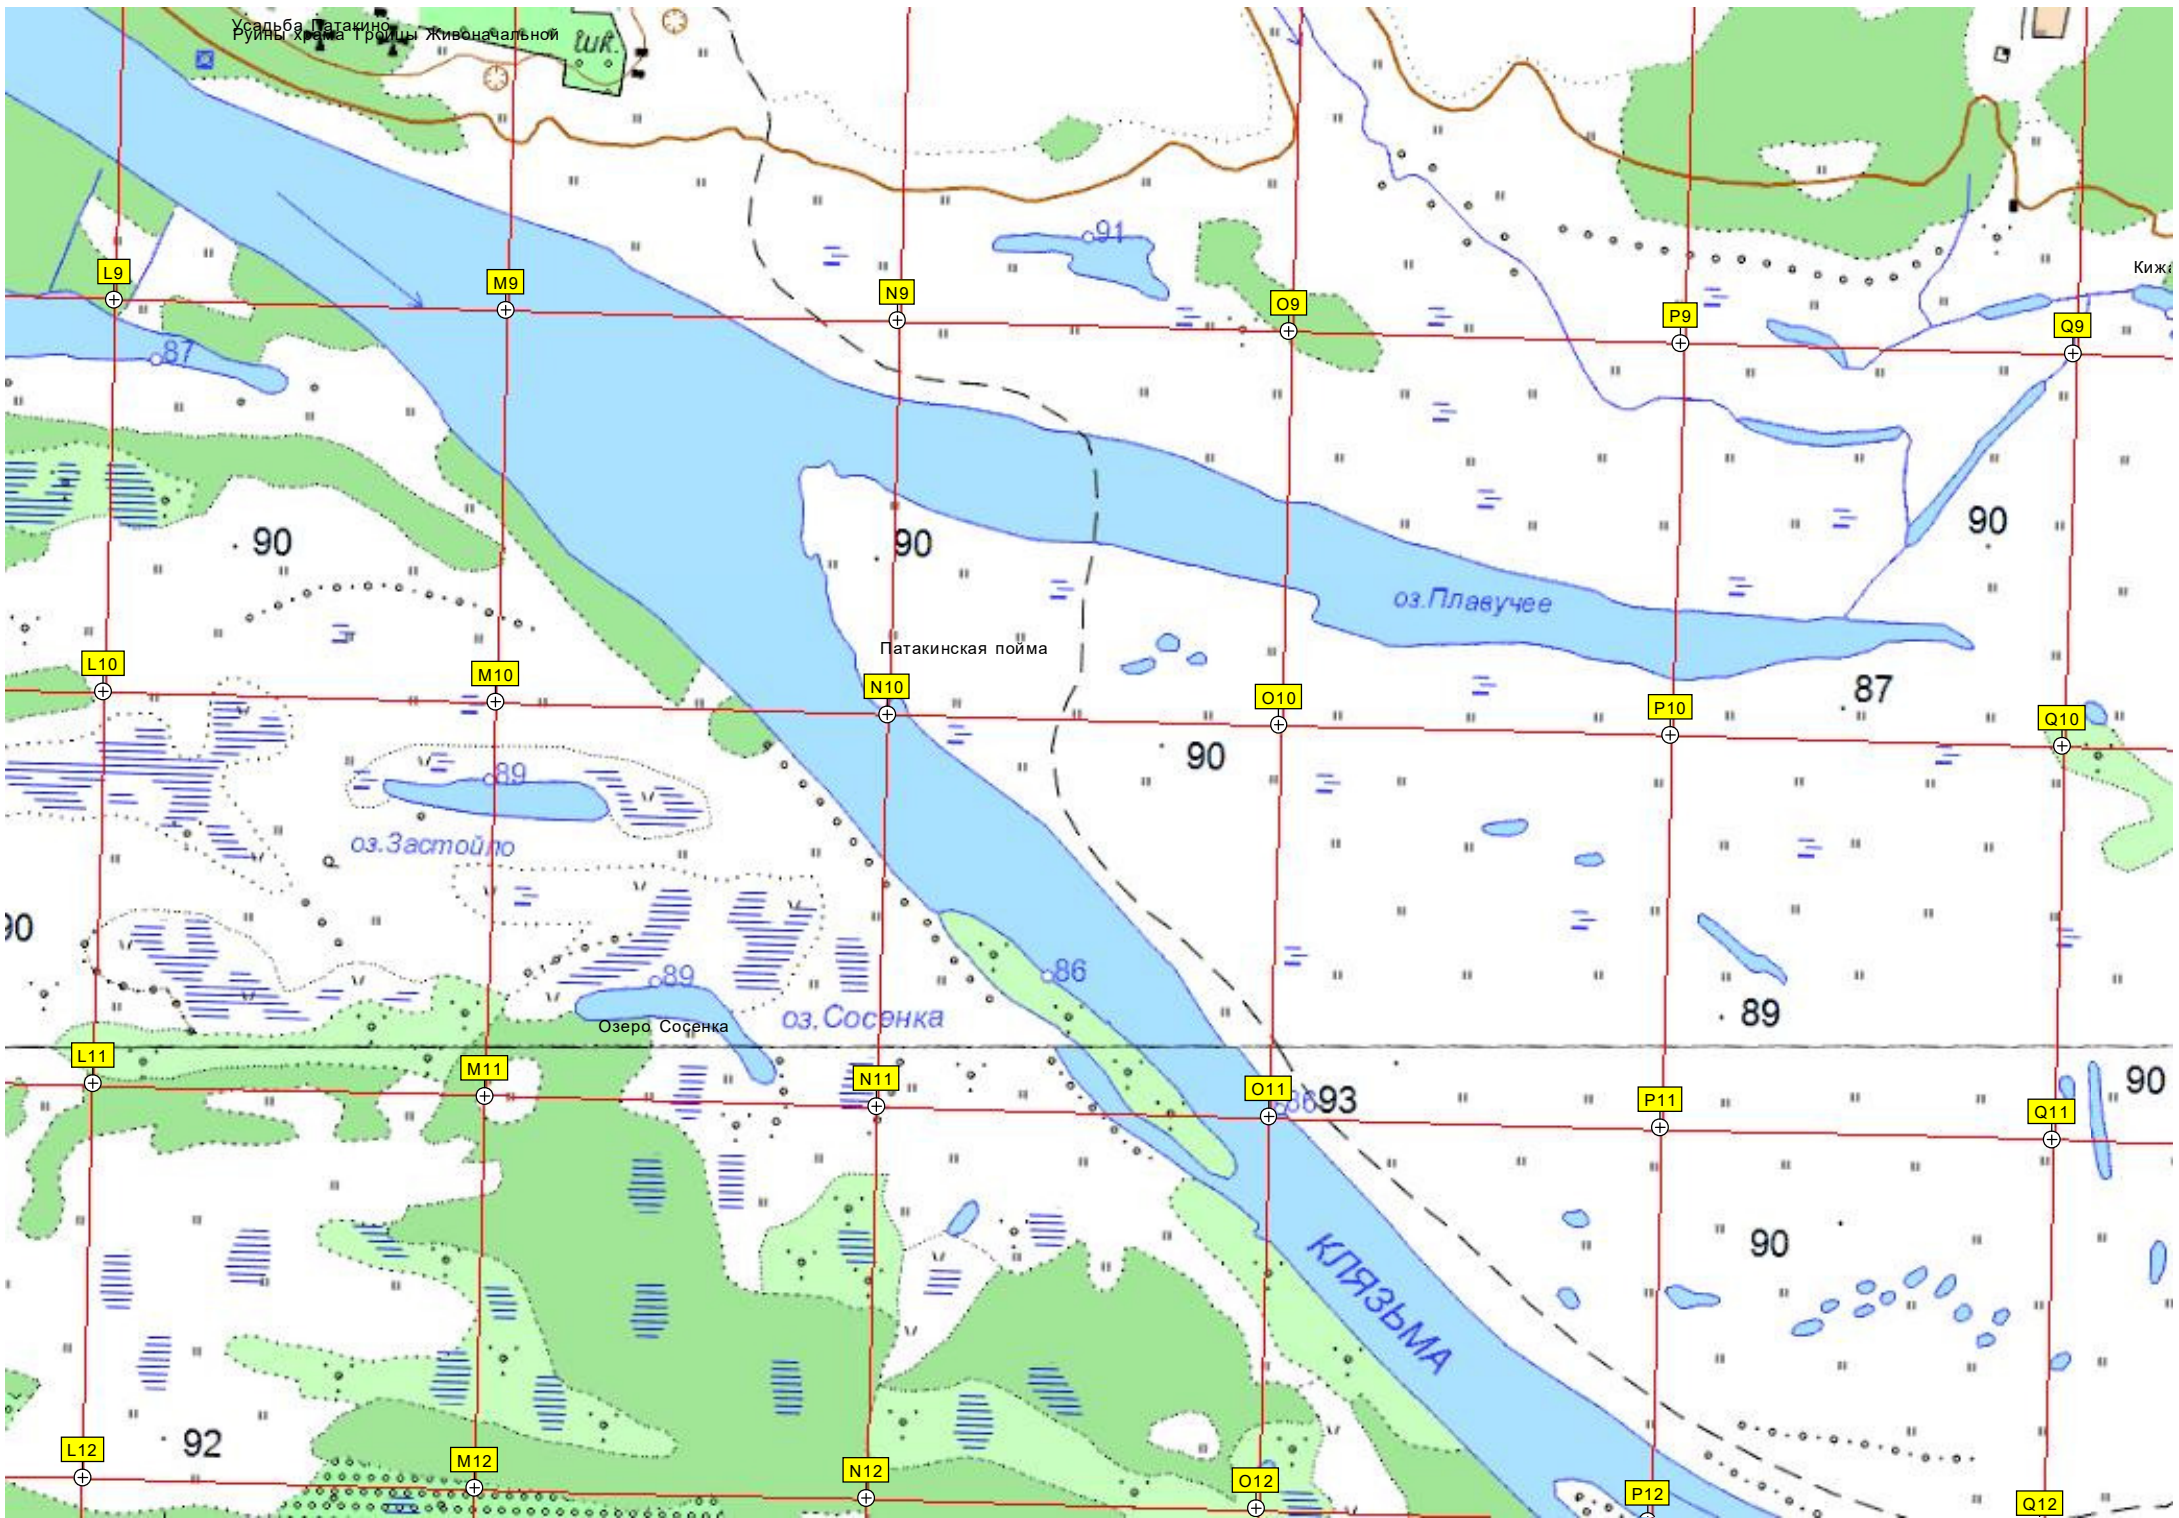 Усадьба Патакино
Руины храма Троицы Живоначальной
шк.
91
Кижа
L9
M9
N9
O9
P9
Q9
87
90
90
90
оз.Плавучее
Патакинская пойма
L10
M10
N10
O10
P10
Q10
87
90
89
оз.Застойло
90
89
86
оз.Сосенка
Озеро Сосенка
89
L11
M11
N11
O11
P11
Q11
86
93
90
90
КЛЯЗЬМА
92
L12
M12
N12
O12
P12
Q12